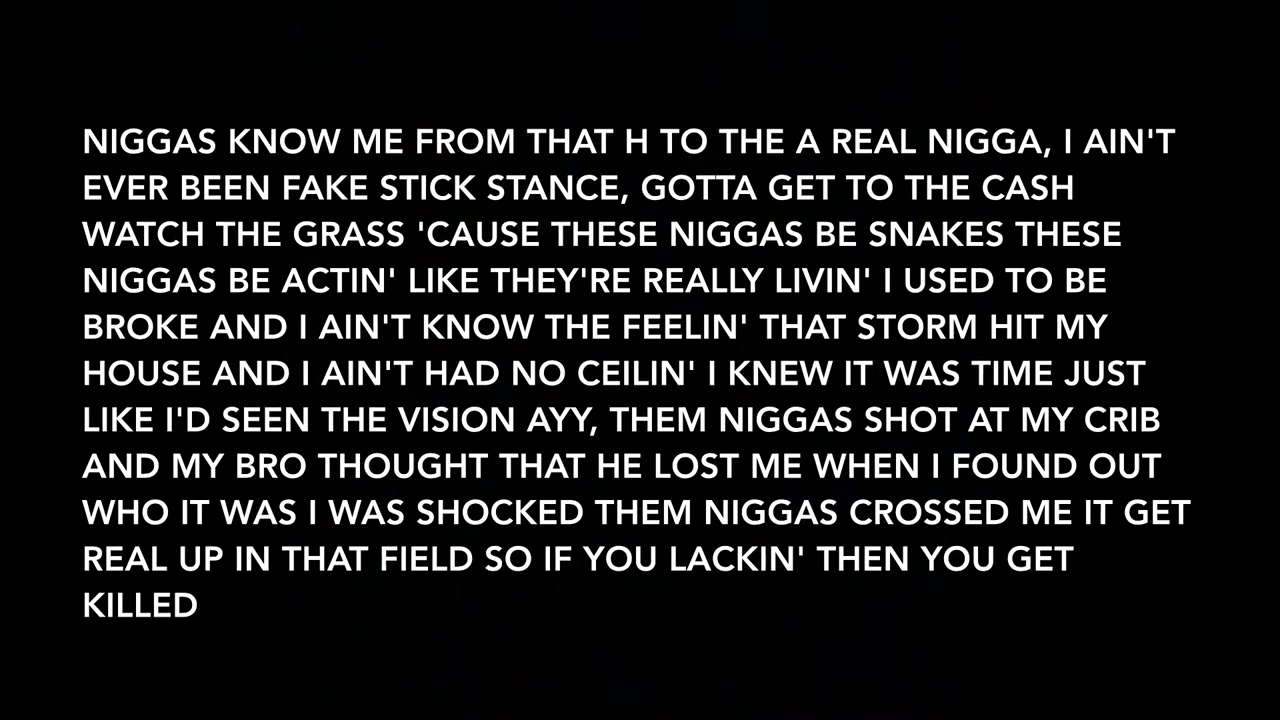 NIGGAS KNOW ME FROM THAT H TO THE A REAL NIGGA, I AIN'T
EVER BEEN FAKE STICK STANCE, GOTTA GET TO THE CASH
WATCH THE GRASS 'CAUSE THESE NIGGAS BE SNAKES THESE
NIGGAS BE ACTIN' LIKE THEY'RE REALLY LIVIN' I USED TO BE
BROKE AND I AIN'T KNOW THE FEELIN' THAT STORM HIT MY
HOUSE AND I AIN'T HAD NO CEILIN' I KNEW IT WAS TIME JUST
LIKE I'D SEEN THE VISION AYY, THEM NIGGAS SHOT AT MY CRIB
AND MY BRO THOUGHT THAT HE LOST ME WHEN I FOUND OUT
WHO IT WAS I WAS SHOCKED THEM NIGGAS CROSSED ME IT GET
REAL UP IN THAT FIELD SO IF YOU LACKIN' THEN YOU GET
KILLED